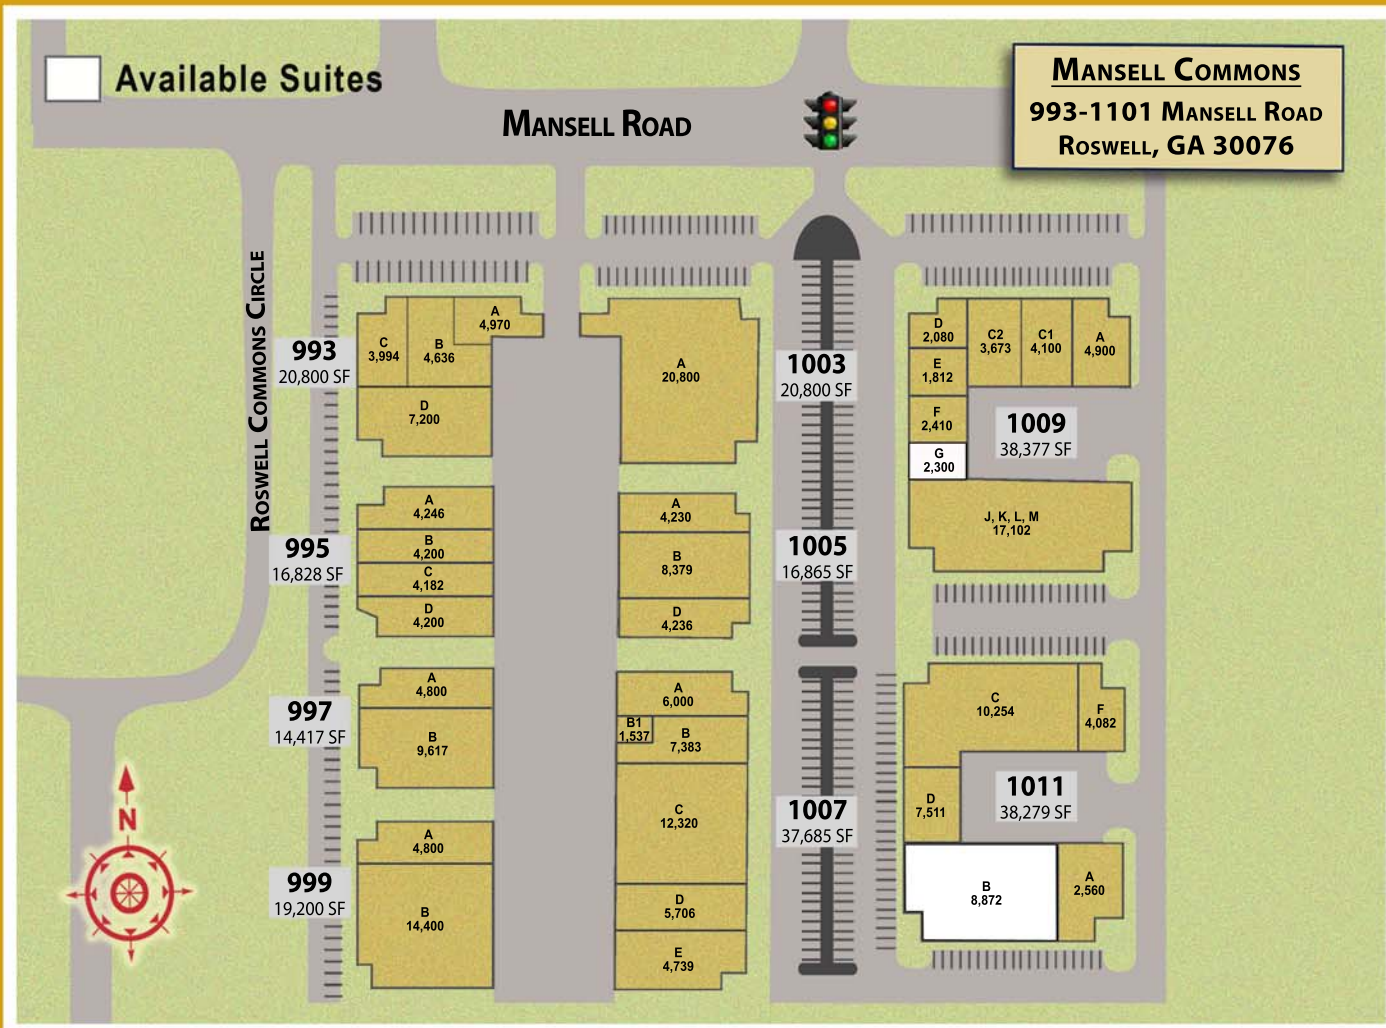 Available Suites
MANSELL ROAD
MANSELL COMMONS
993-1101 MANSELL ROAD
ROSWELL, GA 30076
ROSWELL COMMONS CIRCLE
993
20,800 SF
A
4,970
B
4,636
C
3,994
D
7,200
995
16,828 SF
A
4,246
B
4,200
C
4,182
D
4,200
997
14,417 SF
A
4,800
B
9,617
999
19,200 SF
A
4,800
B
14,400
1003
20,800 SF
A
20,800
1005
16,865 SF
A
4,230
B
8,379
D
4,236
1007
37,685 SF
A
6,000
B1
1,537
B
7,383
C
12,320
D
5,706
E
4,739
1009
38,377 SF
D
2,080
C2
3,673
C1
4,100
A
4,900
E
1,812
F
2,410
G
2,300
J, K, L, M
17,102
1011
38,279 SF
C
10,254
F
4,082
D
7,511
B
8,872
A
2,560
N